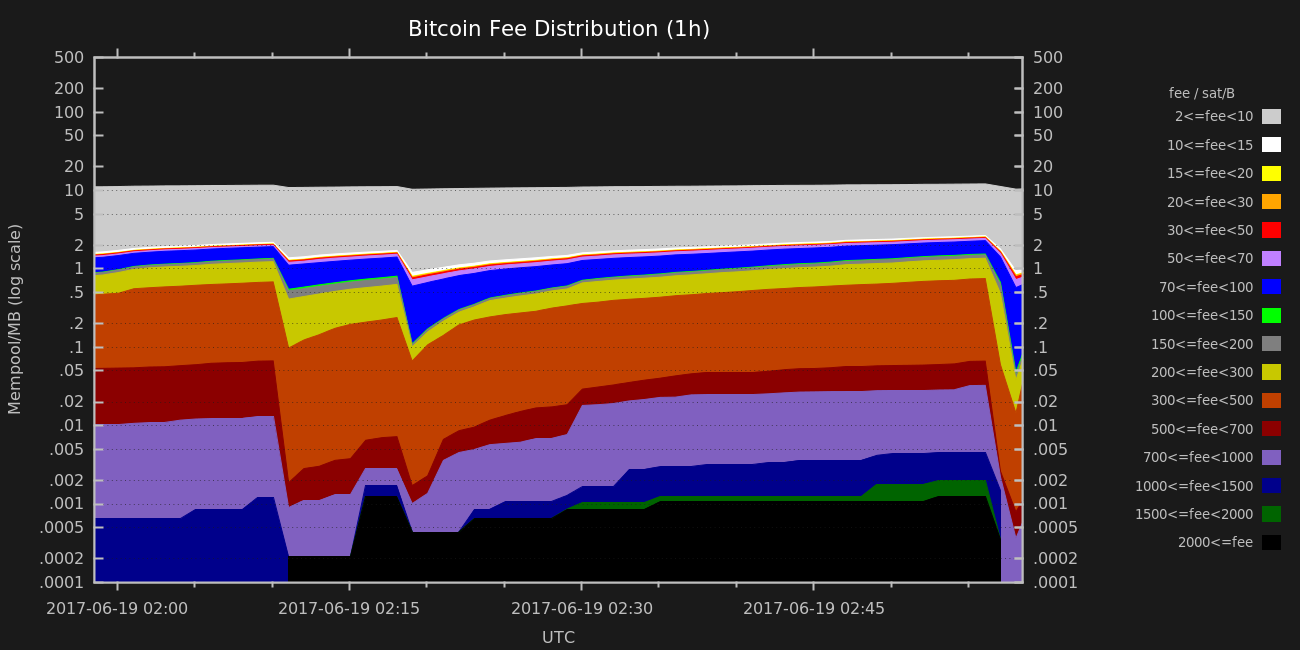 Bitcoin Fee Distribution (1h)
Mempool/MB (log scale)
500
200
100
50
20
10
5
2
1
.5
.2
.1
.05
.02
.01
.005
.002
.001
.0005
.0002
.0001
500
200
100
50
20
10
5
2
1
.5
.2
.1
.05
.02
.01
.005
.002
.001
.0005
.0002
.0001
2017-06-19 02:00 2017-06-19 02:15 2017-06-19 02:30 2017-06-19 02:45
UTC
fee / sat/B
2<=fee<10
10<=fee<15
15<=fee<20
20<=fee<30
30<=fee<50
50<=fee<70
70<=fee<100
100<=fee<150
150<=fee<200
200<=fee<300
300<=fee<500
500<=fee<700
700<=fee<1000
1000<=fee<1500
1500<=fee<2000
2000<=fee